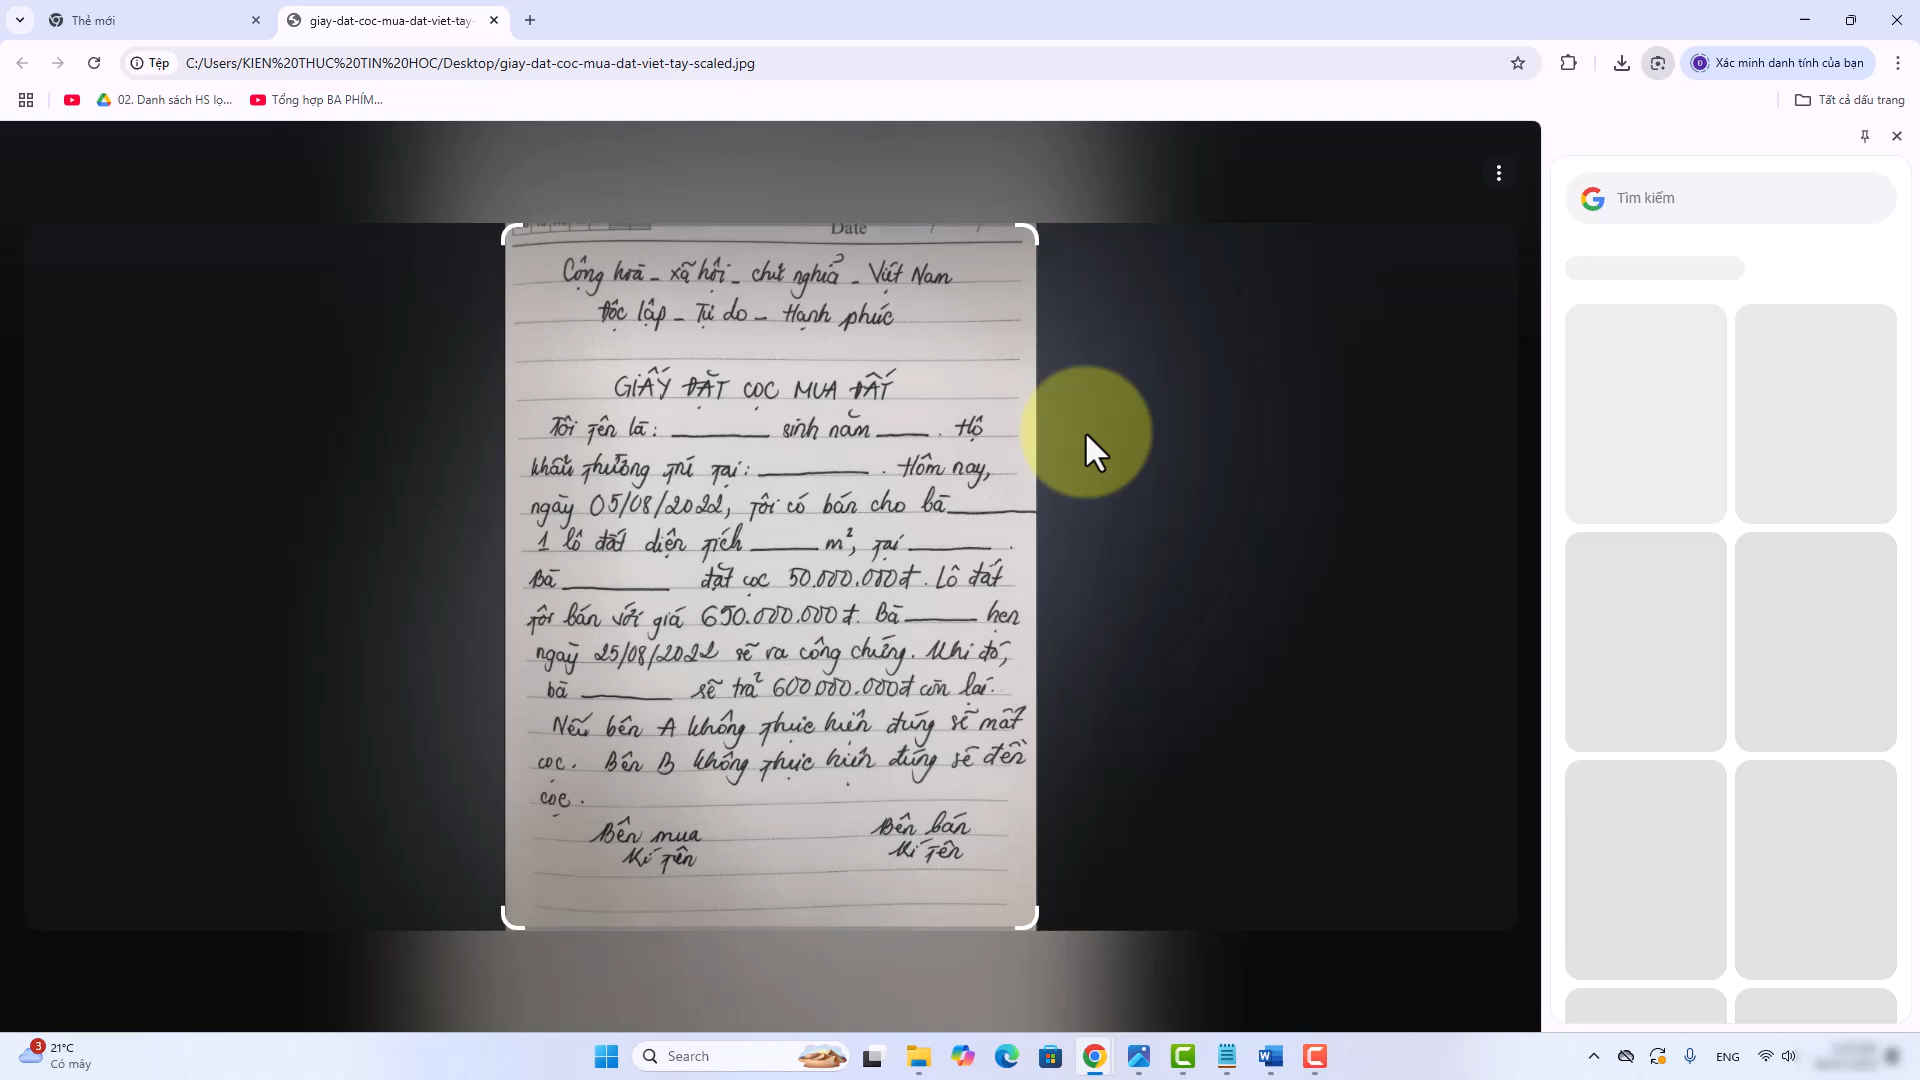 Thẻ mới
giay-dat-coc-mua-dat-viet-tay-
Tệp
C:/Users/KIEN%20THUC%20TIN%20HOC/Desktop/giay-dat-coc-mua-dat-viet-tay-scaled.jpg
Xác minh danh tính của bạn
02. Danh sách HS lọ...
Tổng hợp BA PHÍM...
Tất cả dấu trang
Tìm kiếm
Date / /
Cộng hoà - xã hội - chủ nghĩa - Việt Nam
Độc lập - Tự do - Hạnh phúc
GIẤY ĐẶT CỌC MUA ĐẤT
Tôi tên là: ______ sinh năm ____. Hộ
khẩu thường trú tại: ______. Hôm nay,
ngày 05/08/2022, tôi có bán cho bà ______
1 lô đất diện tích ______ m², tại ______.
Bà ______ đặt cọc 50.000.000đ. Lô đất
tôi bán với giá 650.000.000đ. Bà ______ hẹn
ngày 25/08/2022 sẽ ra công chứng. Khi đó,
bà ______ sẽ trả 600.000.000đ còn lại.
Nếu bên A không thực hiện đúng sẽ mất
cọc. Bên B không thực hiện đúng sẽ đền
cọc.
Bên mua Bên bán
Kí tên Kí tên
3
21°C
Có mây
Search
ENG